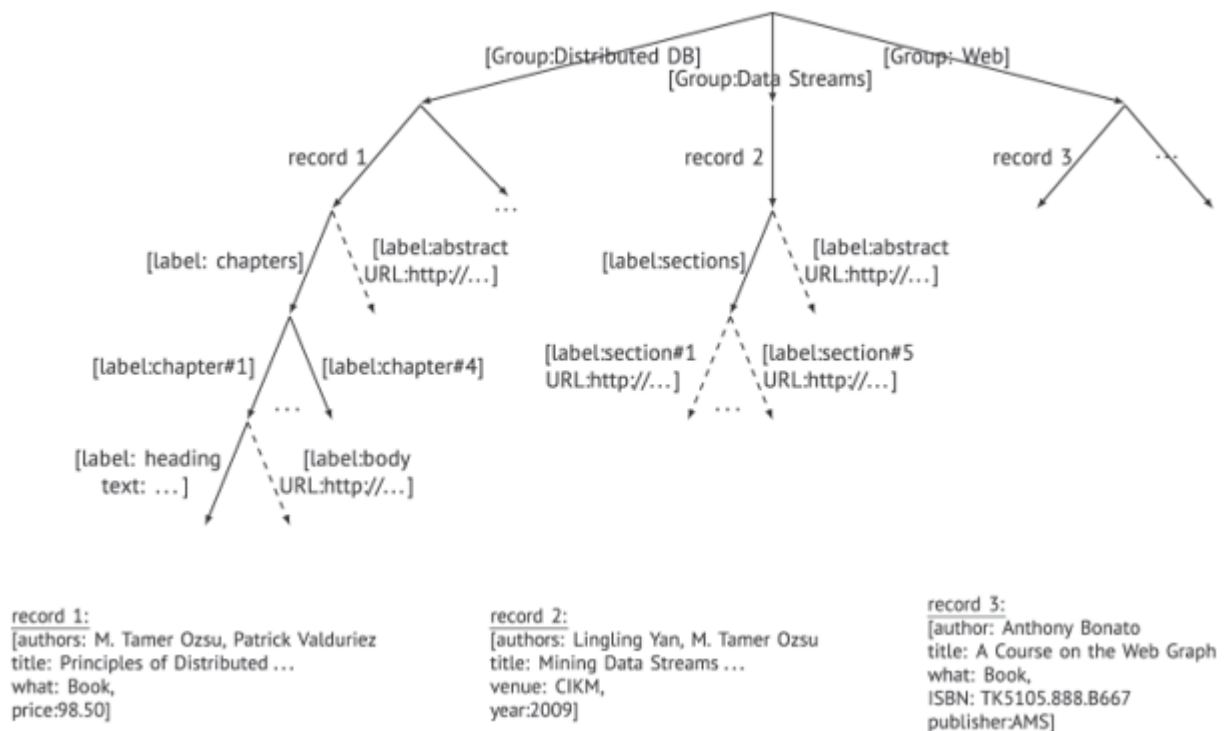 [Group:Distributed DB]
[Group:Data Streams]
[Group: Web]
record 1
...
record 2
record 3
...
[label: chapters]
[label:abstract
URL:http://...]
[label:sections]
[label:abstract
URL:http://...]
[label:chapter#1]
...
[label:chapter#4]
[label:section#1
URL:http://...]
...
[label:section#5
URL:http://...]
[label: heading
text: ...]
[label:body
URL:http://...]
record 1:
[authors: M. Tamer Ozsu, Patrick Valduriez
title: Principles of Distributed ...
what: Book,
price:98.50]
record 2:
[authors: Lingling Yan, M. Tamer Ozsu
title: Mining Data Streams ...
venue: CIKM,
year:2009]
record 3:
[author: Anthony Bonato
title: A Course on the Web Graph
what: Book,
ISBN: TK5105.888.B667
publisher:AMS]